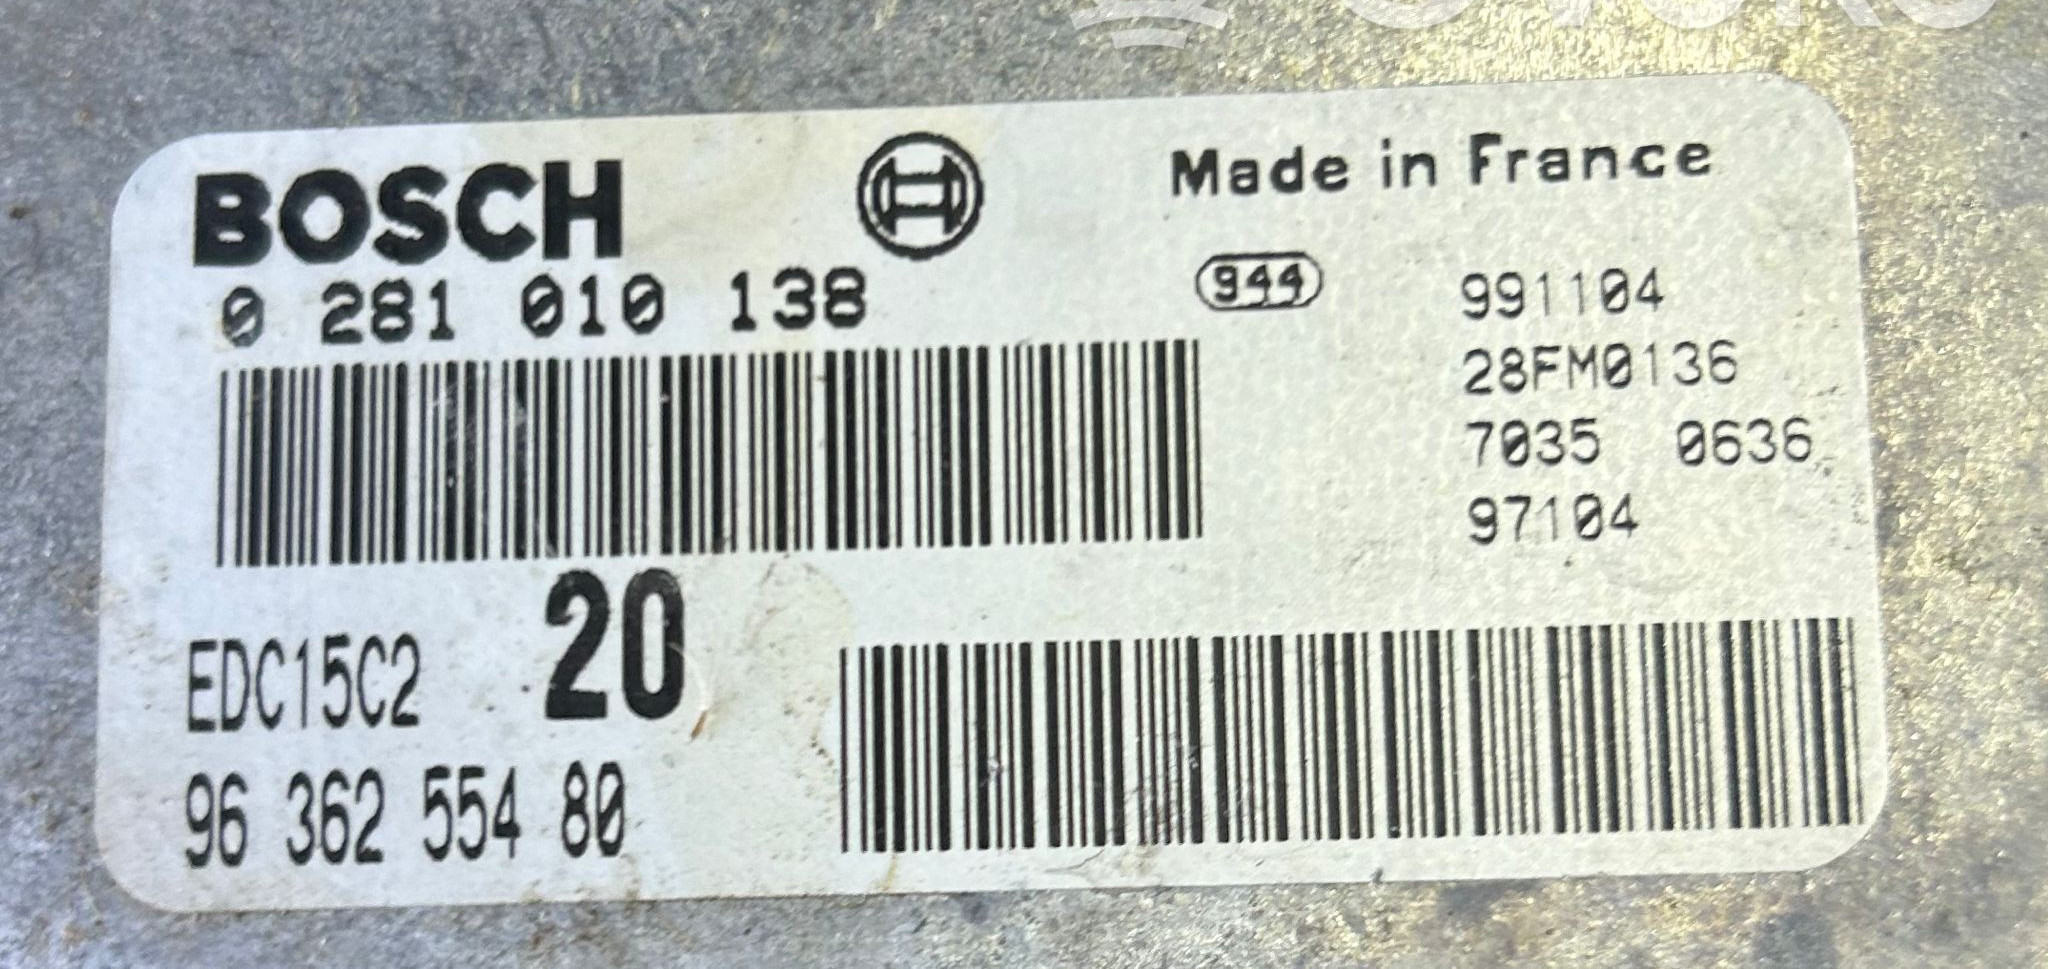 BOSCH
Made in France
0 281 010 138
944
991104
28FM0136
7035 0636
97104
EDC15C2 20
96 362 554 80